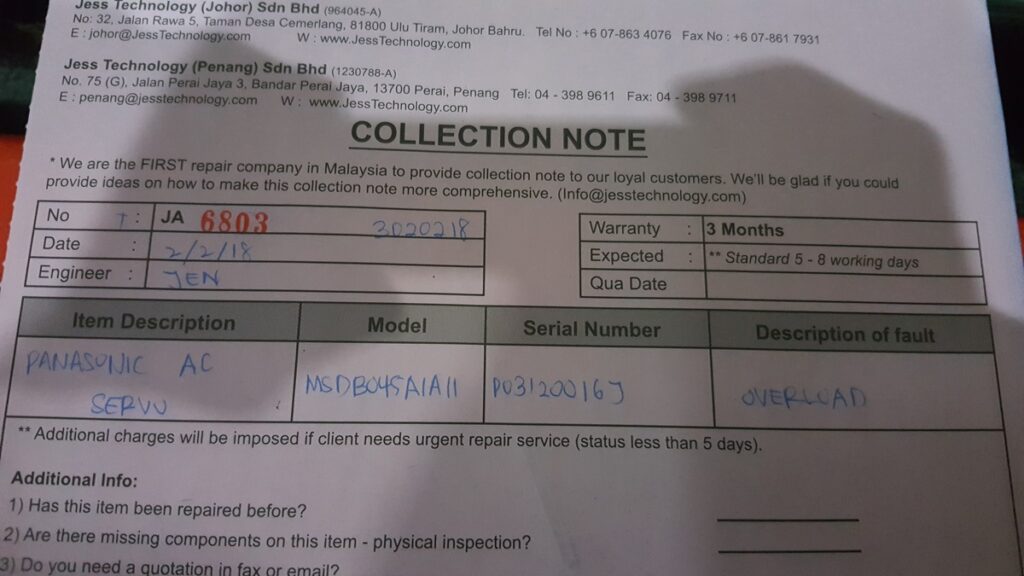 Jess Technology (Johor) Sdn Bhd (964045-A)
No: 32, Jalan Rawa 5, Taman Desa Cemerlang, 81800 Ulu Tiram, Johor Bahru. Tel No : +6 07-863 4076 Fax No : +6 07-861 7931
E : johor@JessTechnology.com W : www.JessTechnology.com
Jess Technology (Penang) Sdn Bhd (1230788-A)
No. 75 (G), Jalan Perai Jaya 3, Bandar Perai Jaya, 13700 Perai, Penang Tel: 04 - 398 9611 Fax: 04 - 398 9711
E : penang@jesstechnology.com W : www.JessTechnology.com
COLLECTION NOTE
* We are the FIRST repair company in Malaysia to provide collection note to our loyal customers. We'll be glad if you could
provide ideas on how to make this collection note more comprehensive. (Info@jesstechnology.com)
No T : JA 6803 3020218
Date : 2/2/18
Engineer : JEN
Warranty : 3 Months
Expected : ** Standard 5 - 8 working days
Qua Date
Item Description Model Serial Number Description of fault
PANASONIC AC
SERVO
MSDB045A1A11 P03120016J OVERLOAD
** Additional charges will be imposed if client needs urgent repair service (status less than 5 days).
Additional Info:
1) Has this item been repaired before?
2) Are there missing components on this item - physical inspection?
3) Do you need a quotation in fax or email?